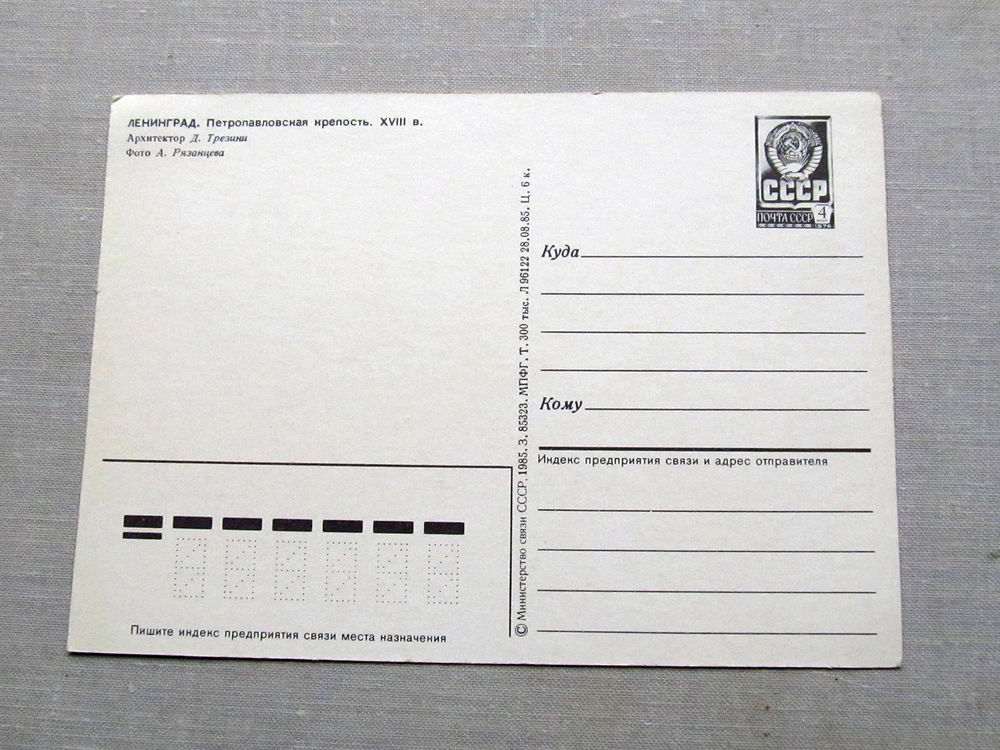 ЛЕНИНГРАД. Петропавловская крепость. XVIII в.
Архитектор Д. Трезини
Фото А. Рязанцева
СССР
ПОЧТА СССР 4
1976
Куда
Кому
Индекс предприятия связи и адрес отправителя
© Министерство связи СССР, 1985. З. 85323. МПФГ. Т. 300 тыс. Л 96122 28.08.85. Ц. 6 к.
Пишите индекс предприятия связи места назначения